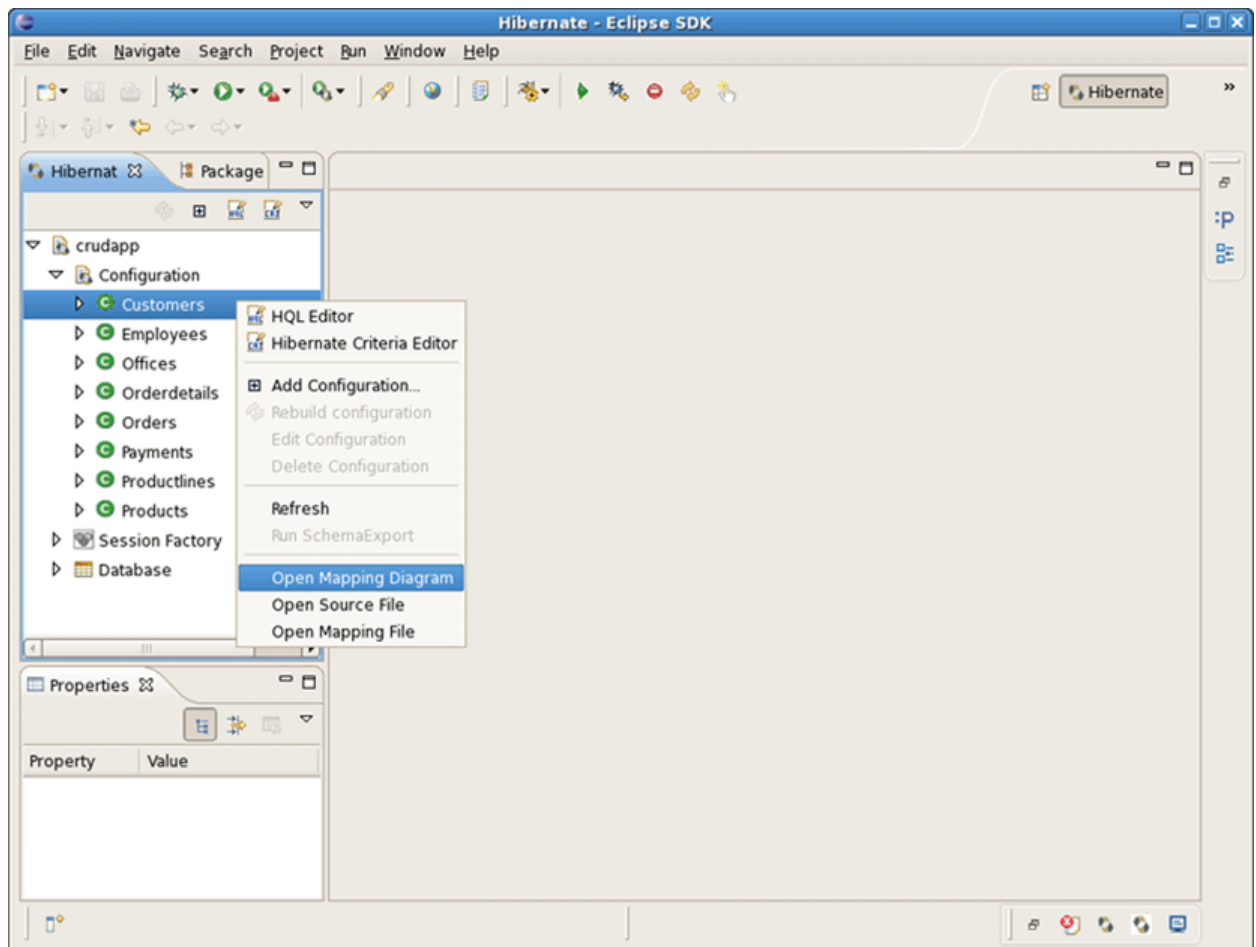 Hibernate - Eclipse SDK
File Edit Navigate Search Project Run Window Help
Hibernate
»
Hibernat Package
crudapp
Configuration
Customers
Employees
Offices
Orderdetails
Orders
Payments
Productlines
Products
Session Factory
Database
HQL Editor
Hibernate Criteria Editor
Add Configuration...
Rebuild configuration
Edit Configuration
Delete Configuration
Refresh
Run SchemaExport
Open Mapping Diagram
Open Source File
Open Mapping File
Properties
Property Value